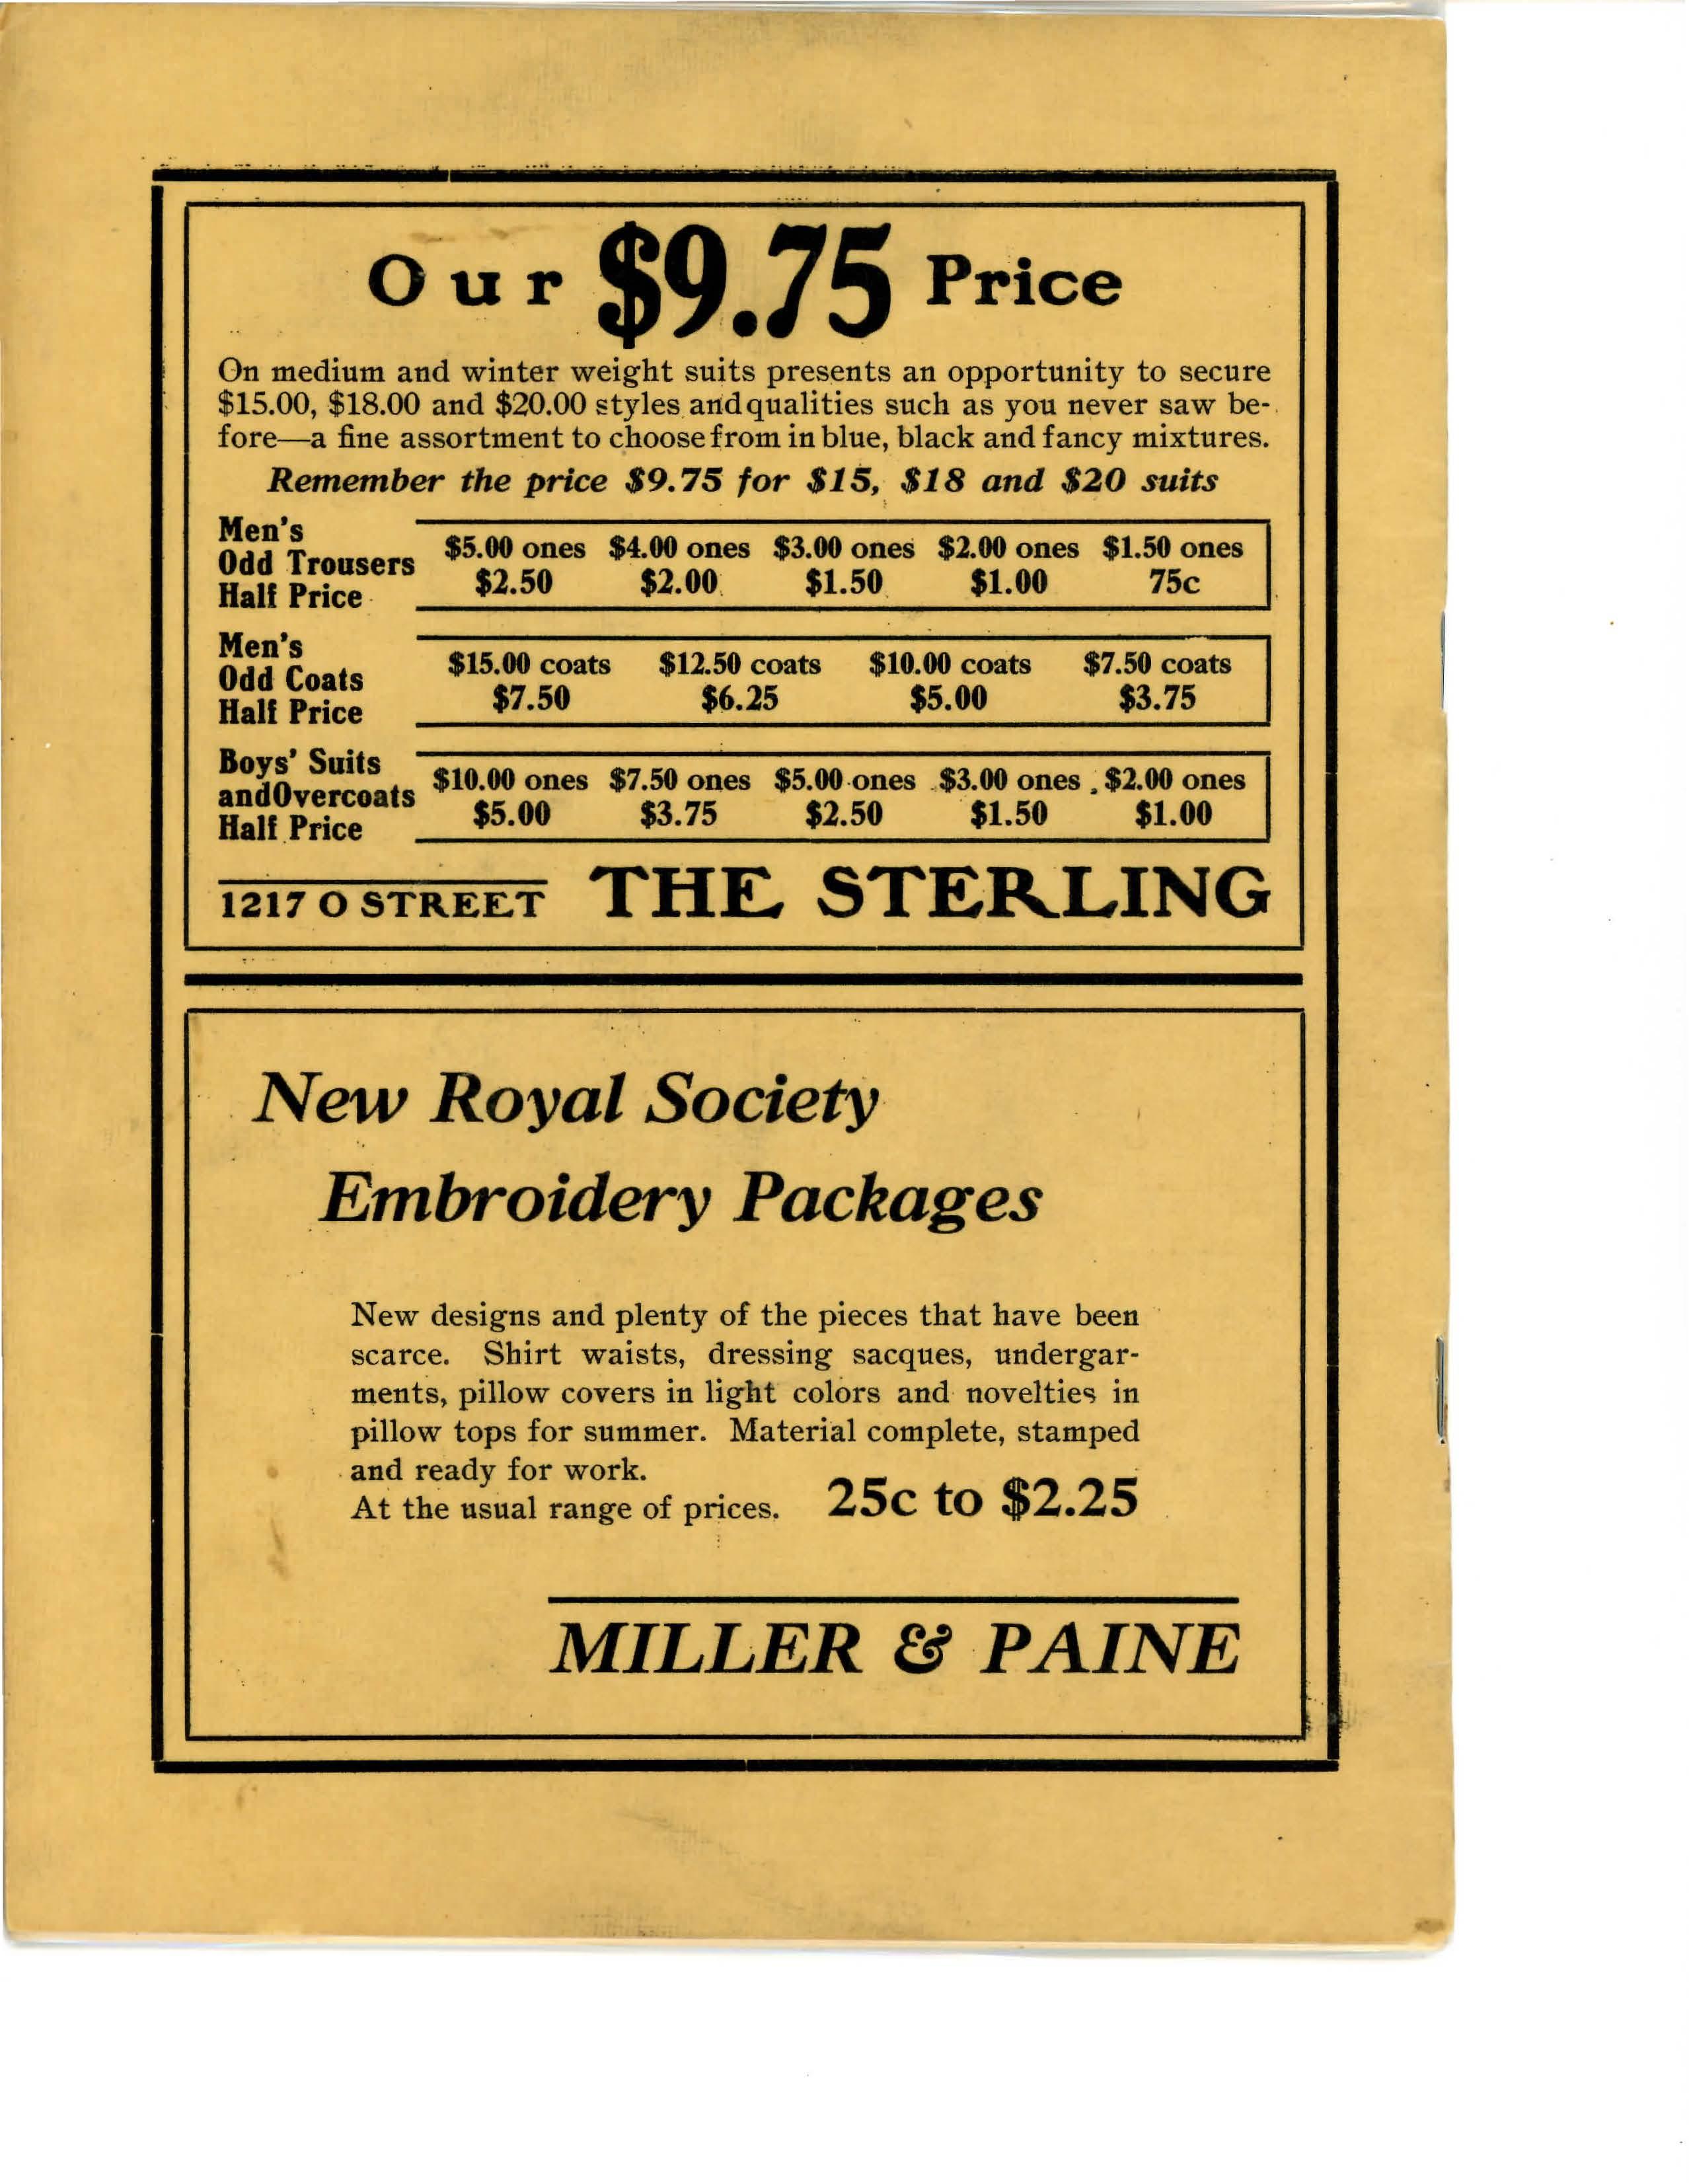 Our $9.75 Price
On medium and winter weight suits presents an opportunity to secure
$15.00, $18.00 and $20.00 styles and qualities such as you never saw be-
fore—a fine assortment to choose from in blue, black and fancy mixtures.
Remember the price $9.75 for $15, $18 and $20 suits
Men's
Odd Trousers
Half Price
$5.00 ones $4.00 ones $3.00 ones $2.00 ones $1.50 ones
$2.50 $2.00 $1.50 $1.00 75c
Men's
Odd Coats
Half Price
$15.00 coats $12.50 coats $10.00 coats $7.50 coats
$7.50 $6.25 $5.00 $3.75
Boys' Suits
and Overcoats
Half Price
$10.00 ones $7.50 ones $5.00 ones $3.00 ones $2.00 ones
$5.00 $3.75 $2.50 $1.50 $1.00
1217 O STREET THE STERLING
New Royal Society
Embroidery Packages
New designs and plenty of the pieces that have been
scarce. Shirt waists, dressing sacques, undergar-
ments, pillow covers in light colors and novelties in
pillow tops for summer. Material complete, stamped
and ready for work.
At the usual range of prices. 25c to $2.25
MILLER & PAINE